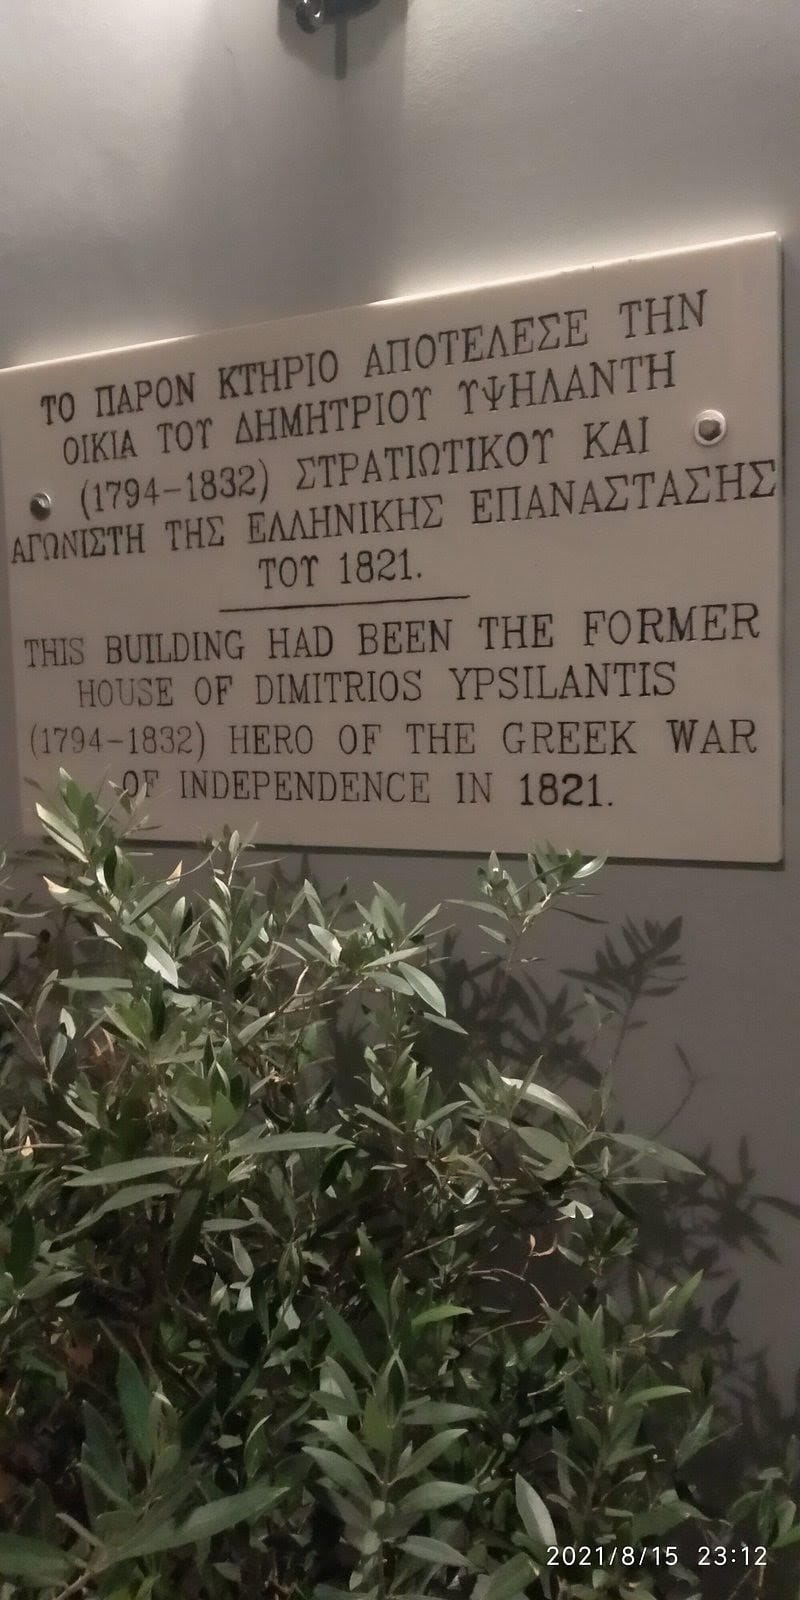 ΤΟ ΠΑΡΟΝ ΚΤΗΡΙΟ ΑΠΟΤΕΛΕΣΕ ΤΗΝ
ΟΙΚΙΑ ΤΟΥ ΔΗΜΗΤΡΙΟΥ ΥΨΗΛΑΝΤΗ
(1794-1832) ΣΤΡΑΤΙΩΤΙΚΟΥ ΚΑΙ
ΑΓΩΝΙΣΤΗ ΤΗΣ ΕΛΛΗΝΙΚΗΣ ΕΠΑΝΑΣΤΑΣΗΣ
ΤΟΥ 1821.
THIS BUILDING HAD BEEN THE FORMER
HOUSE OF DIMITRIOS YPSILANTIS
(1794-1832) HERO OF THE GREEK WAR
OF INDEPENDENCE IN 1821.
2021/8/15 23:12